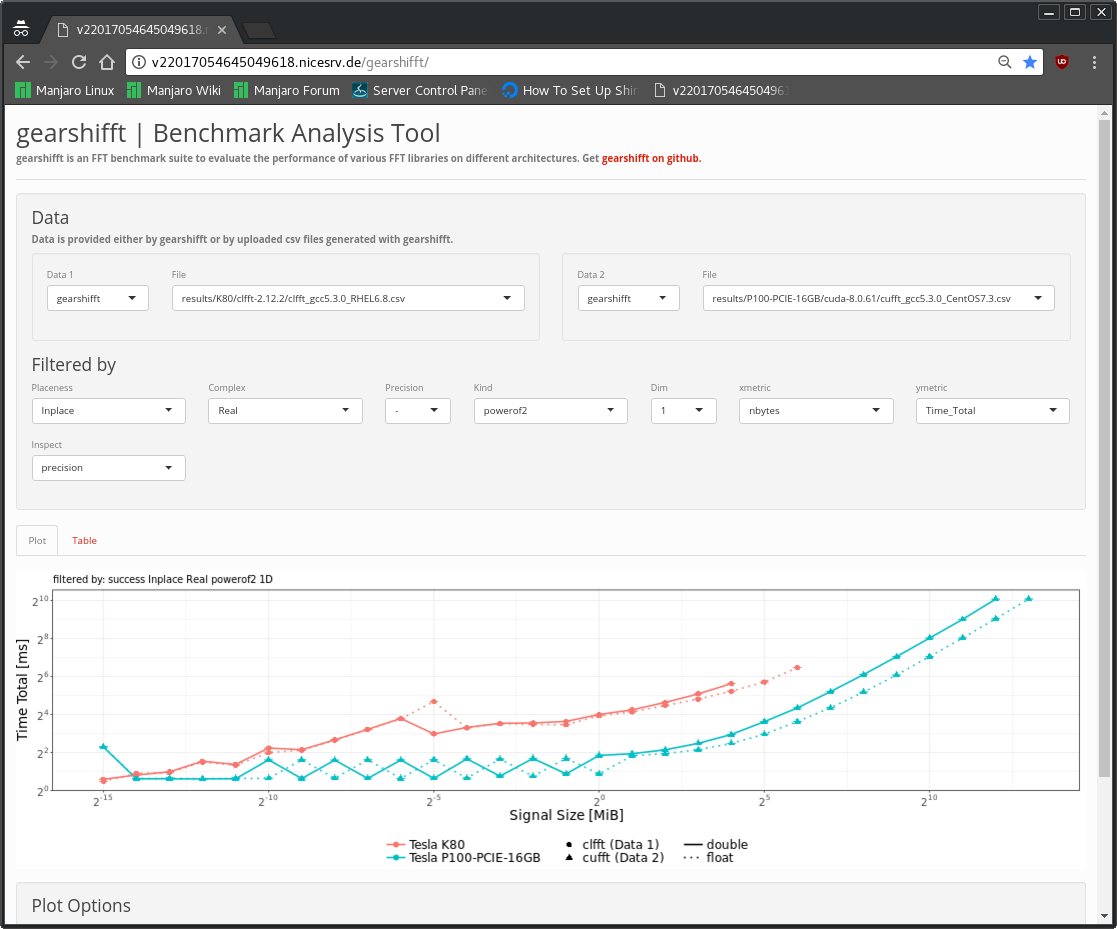 v22017054645049618.
v22017054645049618.nicesrv.de/gearshifft/
Manjaro Linux Manjaro Wiki Manjaro Forum Server Control Pane How To Set Up Shin v2201705464504961
gearshifft | Benchmark Analysis Tool
gearshifft is an FFT benchmark suite to evaluate the performance of various FFT libraries on different architectures. Get gearshifft on github.
Data
Data is provided either by gearshifft or by uploaded csv files generated with gearshifft.
Data 1 File Data 2 File
gearshifft results/K80/clfft-2.12.2/clfft_gcc5.3.0_RHEL6.8.csv gearshifft results/P100-PCIE-16GB/cuda-8.0.61/cufft_gcc5.3.0_CentOS7.3.csv
Filtered by
Placeness Complex Precision Kind Dim xmetric ymetric
Inplace Real - powerof2 1 nbytes Time_Total
Inspect
precision
Plot Table
filtered by: success Inplace Real powerof2 1D
Time Total [ms]
2^10
2^8
2^6
2^4
2^2
2^0
2^-15 2^-10 2^-5 2^0 2^5 2^10
Signal Size [MiB]
Tesla K80 clfft (Data 1) double
Tesla P100-PCIE-16GB cufft (Data 2) float
Plot Options